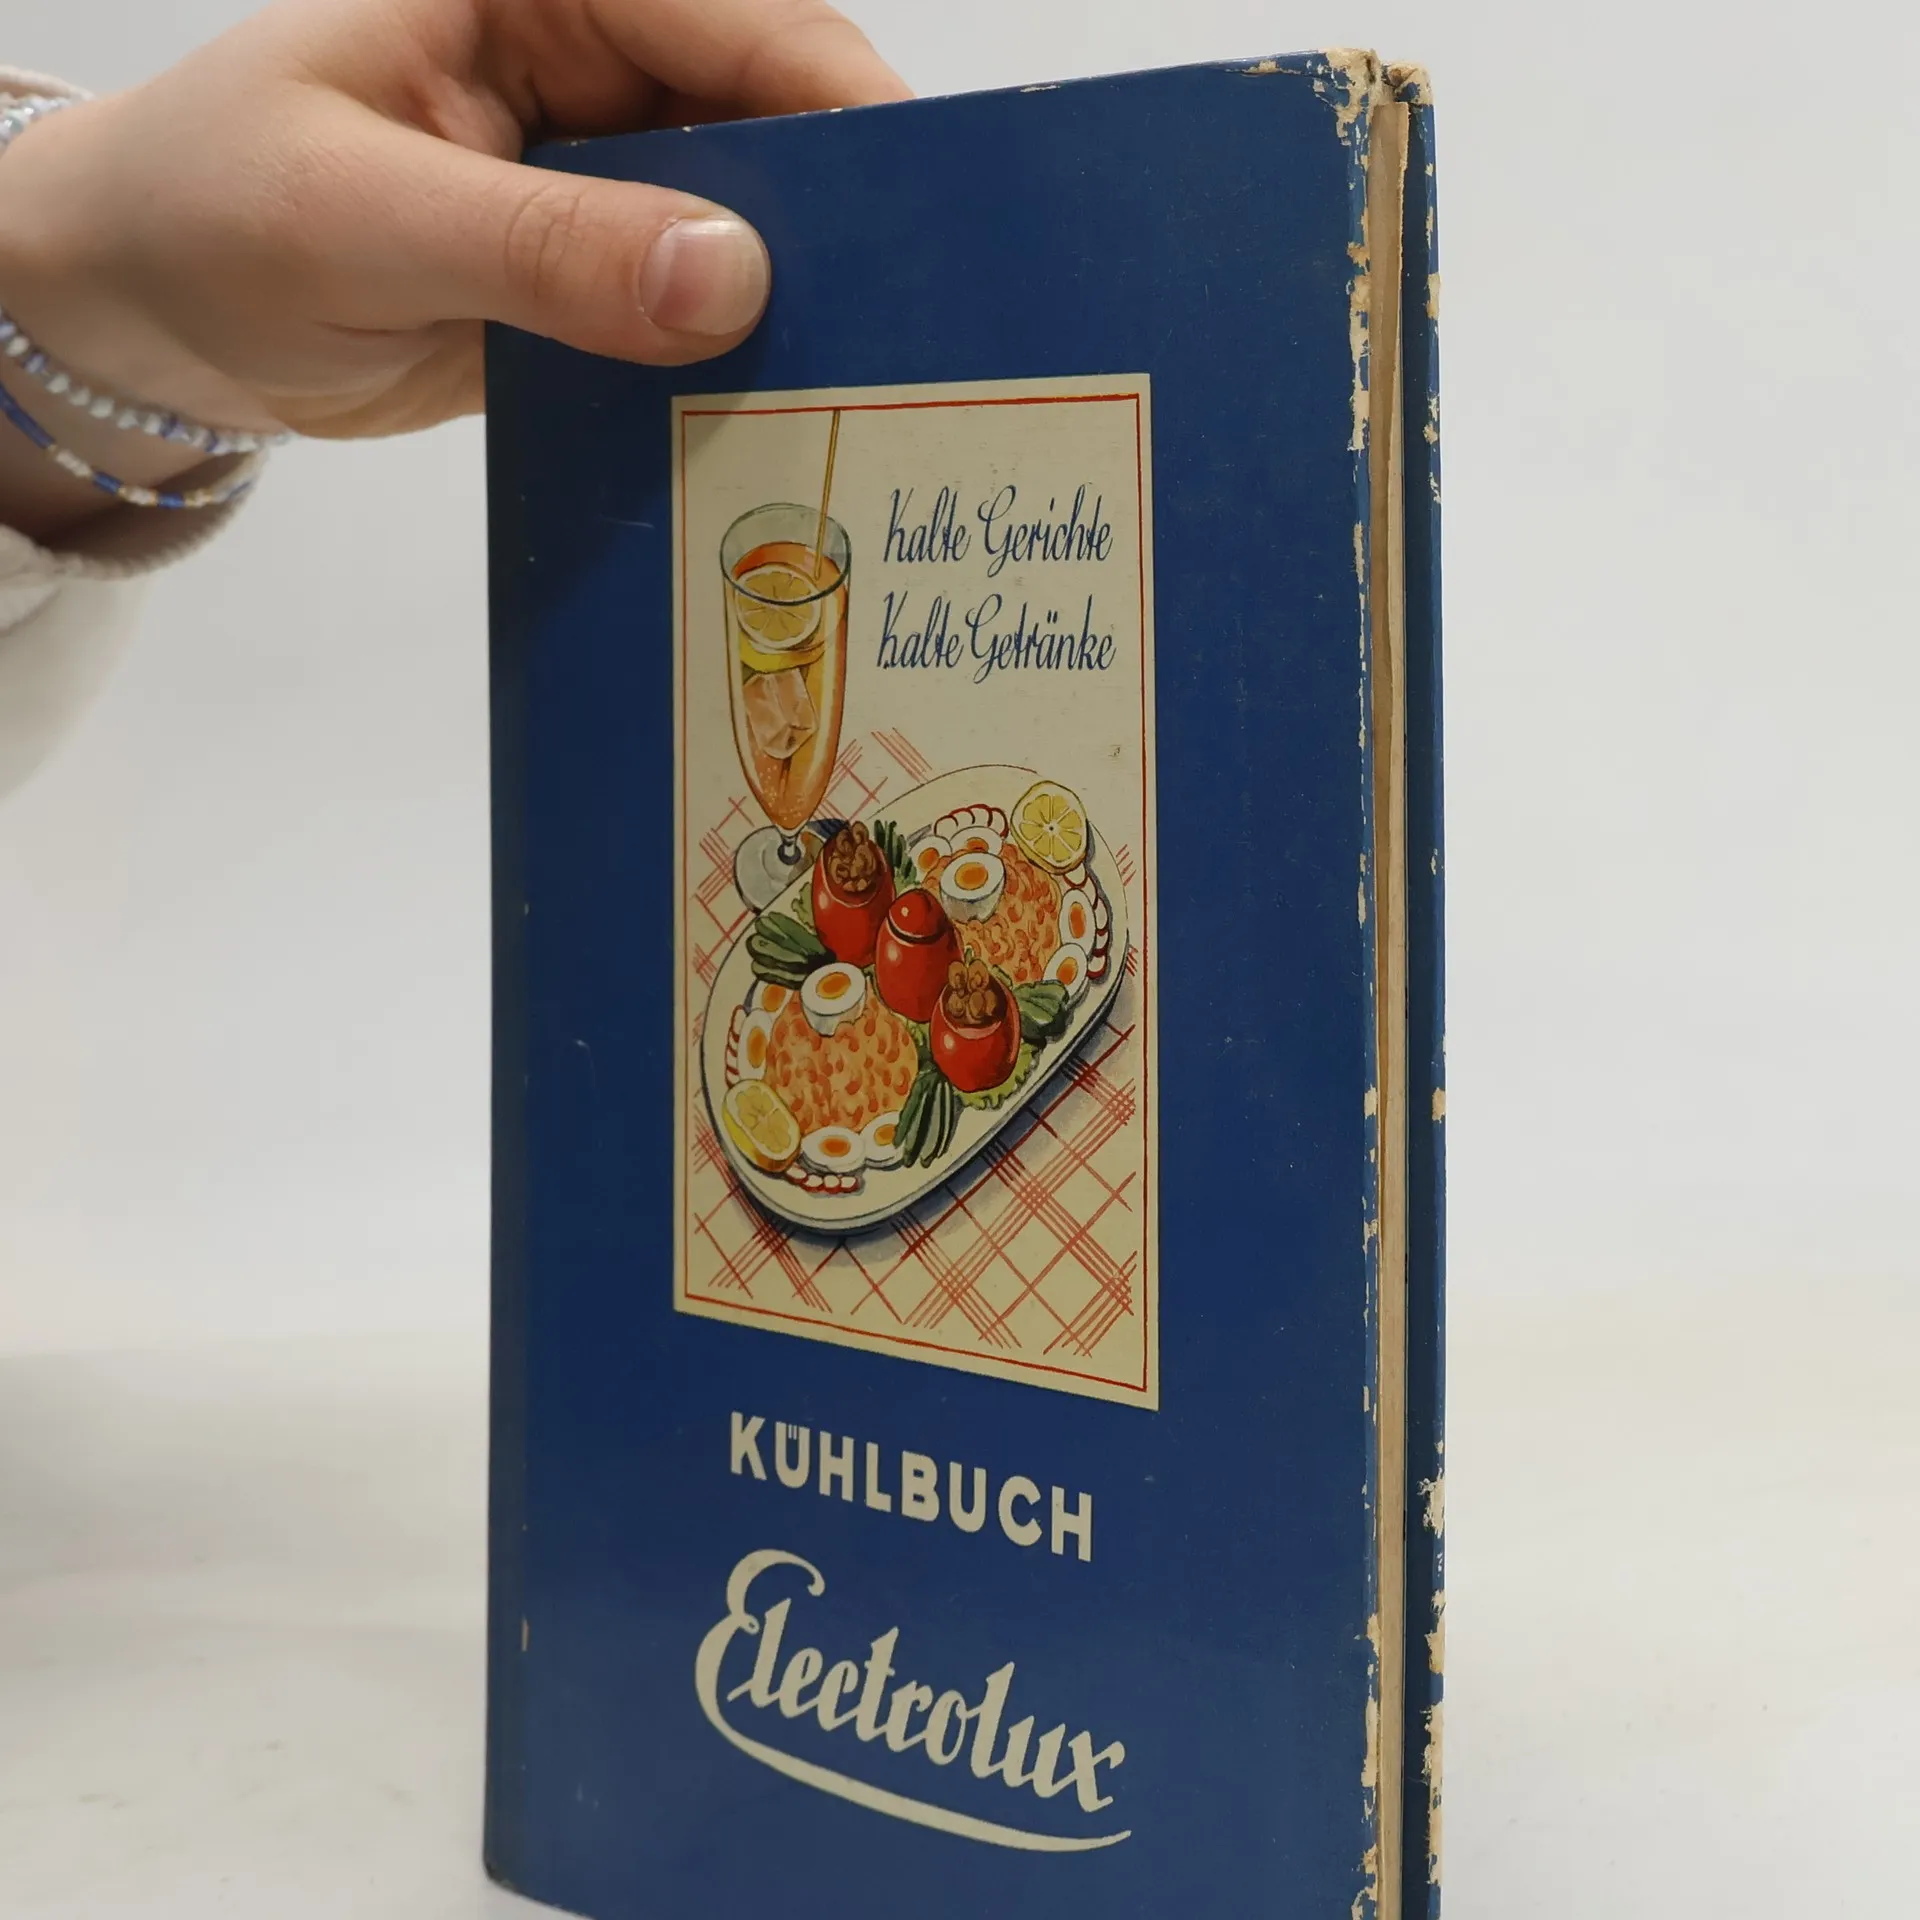 Kalte Gerichte
Kalte Getränke
KÜHLBUCH
Electrolux